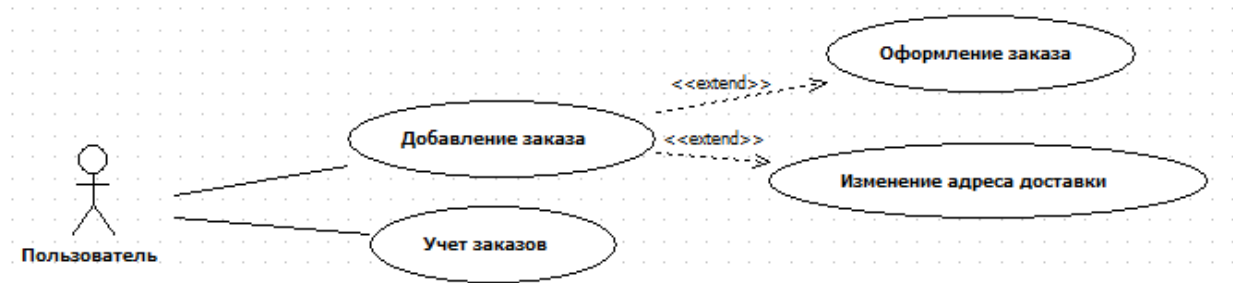 Оформление заказа
<<extend>>
Добавление заказа
<<extend>>
Изменение адреса доставки
Учет заказов
Пользователь